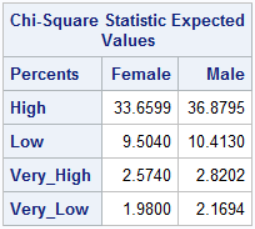 Chi-Square Statistic Expected
Values
Percents Female Male
High 33.6599 36.8795
Low 9.5040 10.4130
Very_High 2.5740 2.8202
Very_Low 1.9800 2.1694